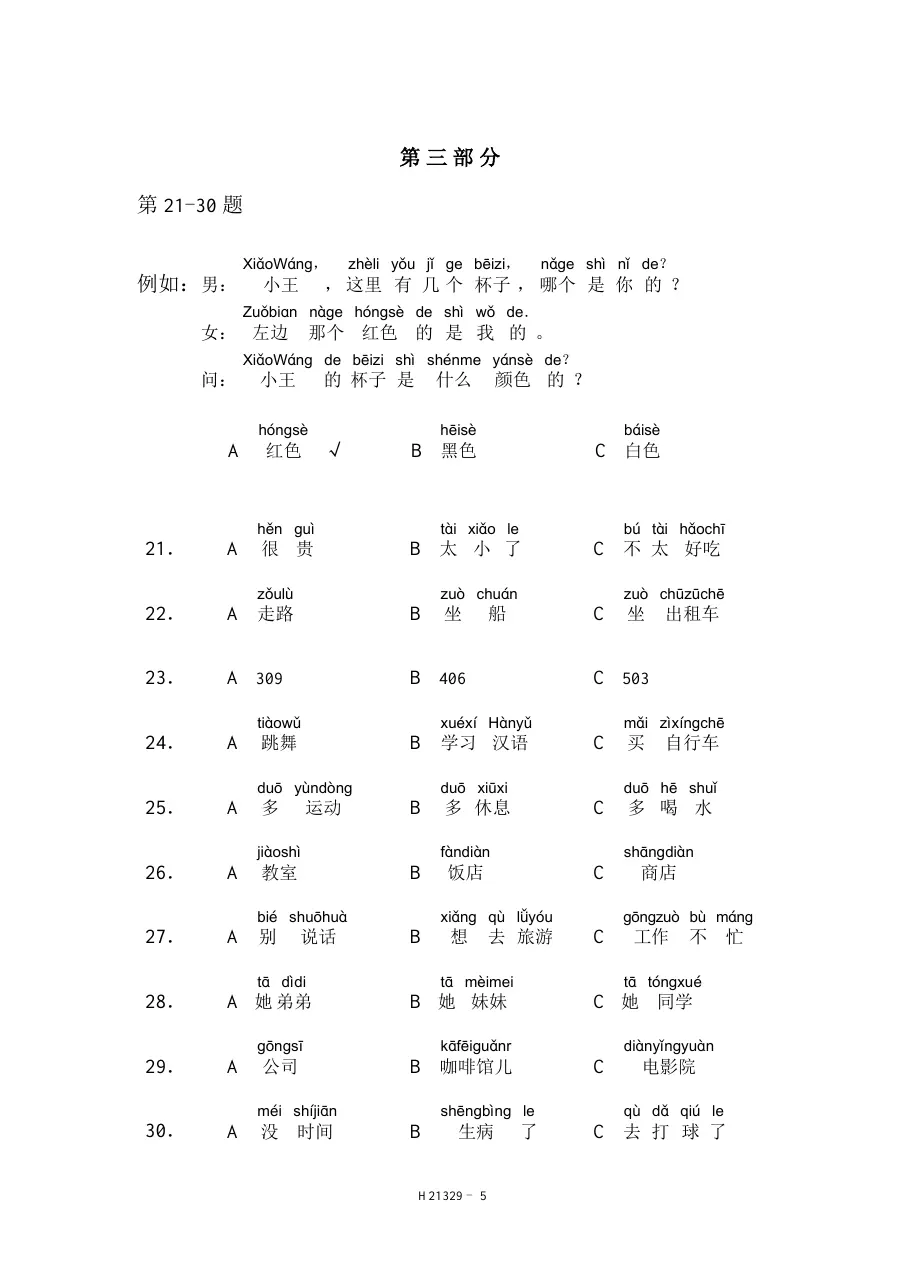 第三部分
第 21-30 题
XiǎoWáng， zhèli yǒu jǐ ge bēizi， nǎge shì nǐ de？
例如：男： 小王 ，这里 有 几 个 杯子 ，哪个 是 你 的 ？
Zuǒbian nàge hóngsè de shì wǒ de．
女： 左边 那个 红色 的 是 我 的 。
XiǎoWáng de bēizi shì shénme yánsè de？
问： 小王 的 杯子 是 什么 颜色 的 ？
hóngsè hēisè báisè
A 红色 √ B 黑色 C 白色
hěn guì tài xiǎo le bú tài hǎochī
21． A 很 贵 B 太 小 了 C 不 太 好吃
zǒulù zuò chuán zuò chūzūchē
22． A 走路 B 坐 船 C 坐 出租车
23． A 309 B 406 C 503
tiàowǔ xuéxí Hànyǔ mǎi zìxíngchē
24． A 跳舞 B 学习 汉语 C 买 自行车
duō yùndòng duō xiūxi duō hē shuǐ
25． A 多 运动 B 多 休息 C 多 喝 水
jiàoshì fàndiàn shāngdiàn
26． A 教室 B 饭店 C 商店
bié shuōhuà xiǎng qù lǚyóu gōngzuò bù máng
27． A 别 说话 B 想 去 旅游 C 工作 不 忙
tā dìdi tā mèimei tā tóngxué
28． A 她 弟弟 B 她 妹妹 C 她 同学
gōngsī kāfēiguǎnr diànyǐngyuàn
29． A 公司 B 咖啡馆儿 C 电影院
méi shíjiān shēngbìng le qù dǎ qiú le
30． A 没 时间 B 生病 了 C 去 打 球 了
H21329－ 5